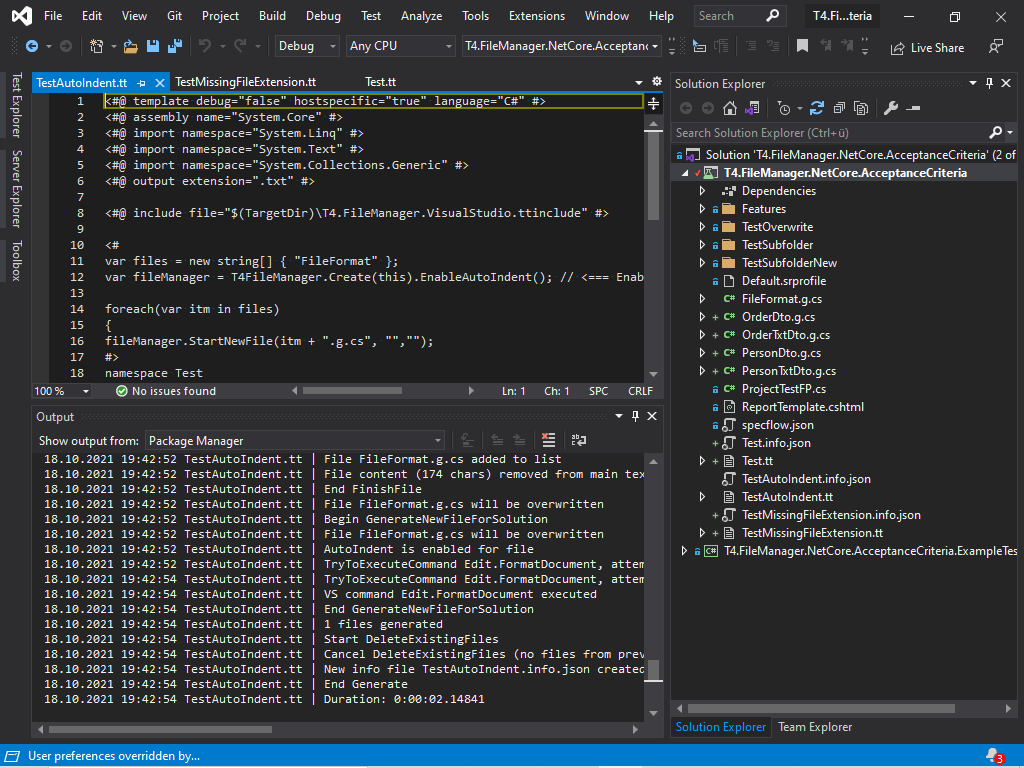 File Edit View Git Project Build Debug Test Analyze Tools Extensions Window Help Search T4.Fi...teria
Debug Any CPU T4.FileManager.NetCore.Acceptanc Live Share
Test Explorer
Server Explorer
Toolbox
TestAutoIndent.tt TestMissingFileExtension.tt Test.tt
1 <#@ template debug="false" hostspecific="true" language="C#" #>
2 <#@ assembly name="System.Core" #>
3 <#@ import namespace="System.Linq" #>
4 <#@ import namespace="System.Text" #>
5 <#@ import namespace="System.Collections.Generic" #>
6 <#@ output extension=".txt" #>
7
8 <#@ include file="$(TargetDir)\T4.FileManager.VisualStudio.ttinclude" #>
9
10 <#
11 var files = new string[] { "FileFormat" };
12 var fileManager = T4FileManager.Create(this).EnableAutoIndent(); // <=== Enab
13
14 foreach(var itm in files)
15 {
16 fileManager.StartNewFile(itm + ".g.cs", "","");
17 #>
18 namespace Test
100 % No issues found Ln: 1 Ch: 1 SPC CRLF
Output
Show output from: Package Manager
18.10.2021 19:42:52 TestAutoIndent.tt | File FileFormat.g.cs added to list
18.10.2021 19:42:52 TestAutoIndent.tt | File content (174 chars) removed from main tex
18.10.2021 19:42:52 TestAutoIndent.tt | End FinishFile
18.10.2021 19:42:52 TestAutoIndent.tt | File FileFormat.g.cs will be overwritten
18.10.2021 19:42:52 TestAutoIndent.tt | Begin GenerateNewFileForSolution
18.10.2021 19:42:52 TestAutoIndent.tt | File FileFormat.g.cs will be overwritten
18.10.2021 19:42:52 TestAutoIndent.tt | AutoIndent is enabled for file
18.10.2021 19:42:52 TestAutoIndent.tt | TryToExecuteCommand Edit.FormatDocument, attem
18.10.2021 19:42:54 TestAutoIndent.tt | TryToExecuteCommand Edit.FormatDocument, attem
18.10.2021 19:42:54 TestAutoIndent.tt | VS command Edit.FormatDocument executed
18.10.2021 19:42:54 TestAutoIndent.tt | End GenerateNewFileForSolution
18.10.2021 19:42:54 TestAutoIndent.tt | 1 files generated
18.10.2021 19:42:54 TestAutoIndent.tt | Start DeleteExistingFiles
18.10.2021 19:42:54 TestAutoIndent.tt | Cancel DeleteExistingFiles (no files from prev
18.10.2021 19:42:54 TestAutoIndent.tt | New info file TestAutoIndent.info.json created
18.10.2021 19:42:54 TestAutoIndent.tt | End Generate
18.10.2021 19:42:54 TestAutoIndent.tt | Duration: 0:00:02.14841
Solution Explorer
Search Solution Explorer (Ctrl+ü)
Solution 'T4.FileManager.NetCore.AcceptanceCriteria' (2 of
T4.FileManager.NetCore.AcceptanceCriteria
Dependencies
Features
TestOverwrite
TestSubfolder
TestSubfolderNew
Default.srprofile
C# FileFormat.g.cs
C# OrderDto.g.cs
C# OrderTxtDto.g.cs
C# PersonDto.g.cs
C# PersonTxtDto.g.cs
C# ProjectTestFP.cs
ReportTemplate.cshtml
specflow.json
Test.info.json
Test.tt
TestAutoIndent.info.json
TestAutoIndent.tt
TestMissingFileExtension.info.json
TestMissingFileExtension.tt
C# T4.FileManager.NetCore.AcceptanceCriteria.ExampleTes
Solution Explorer Team Explorer
User preferences overridden by... 3